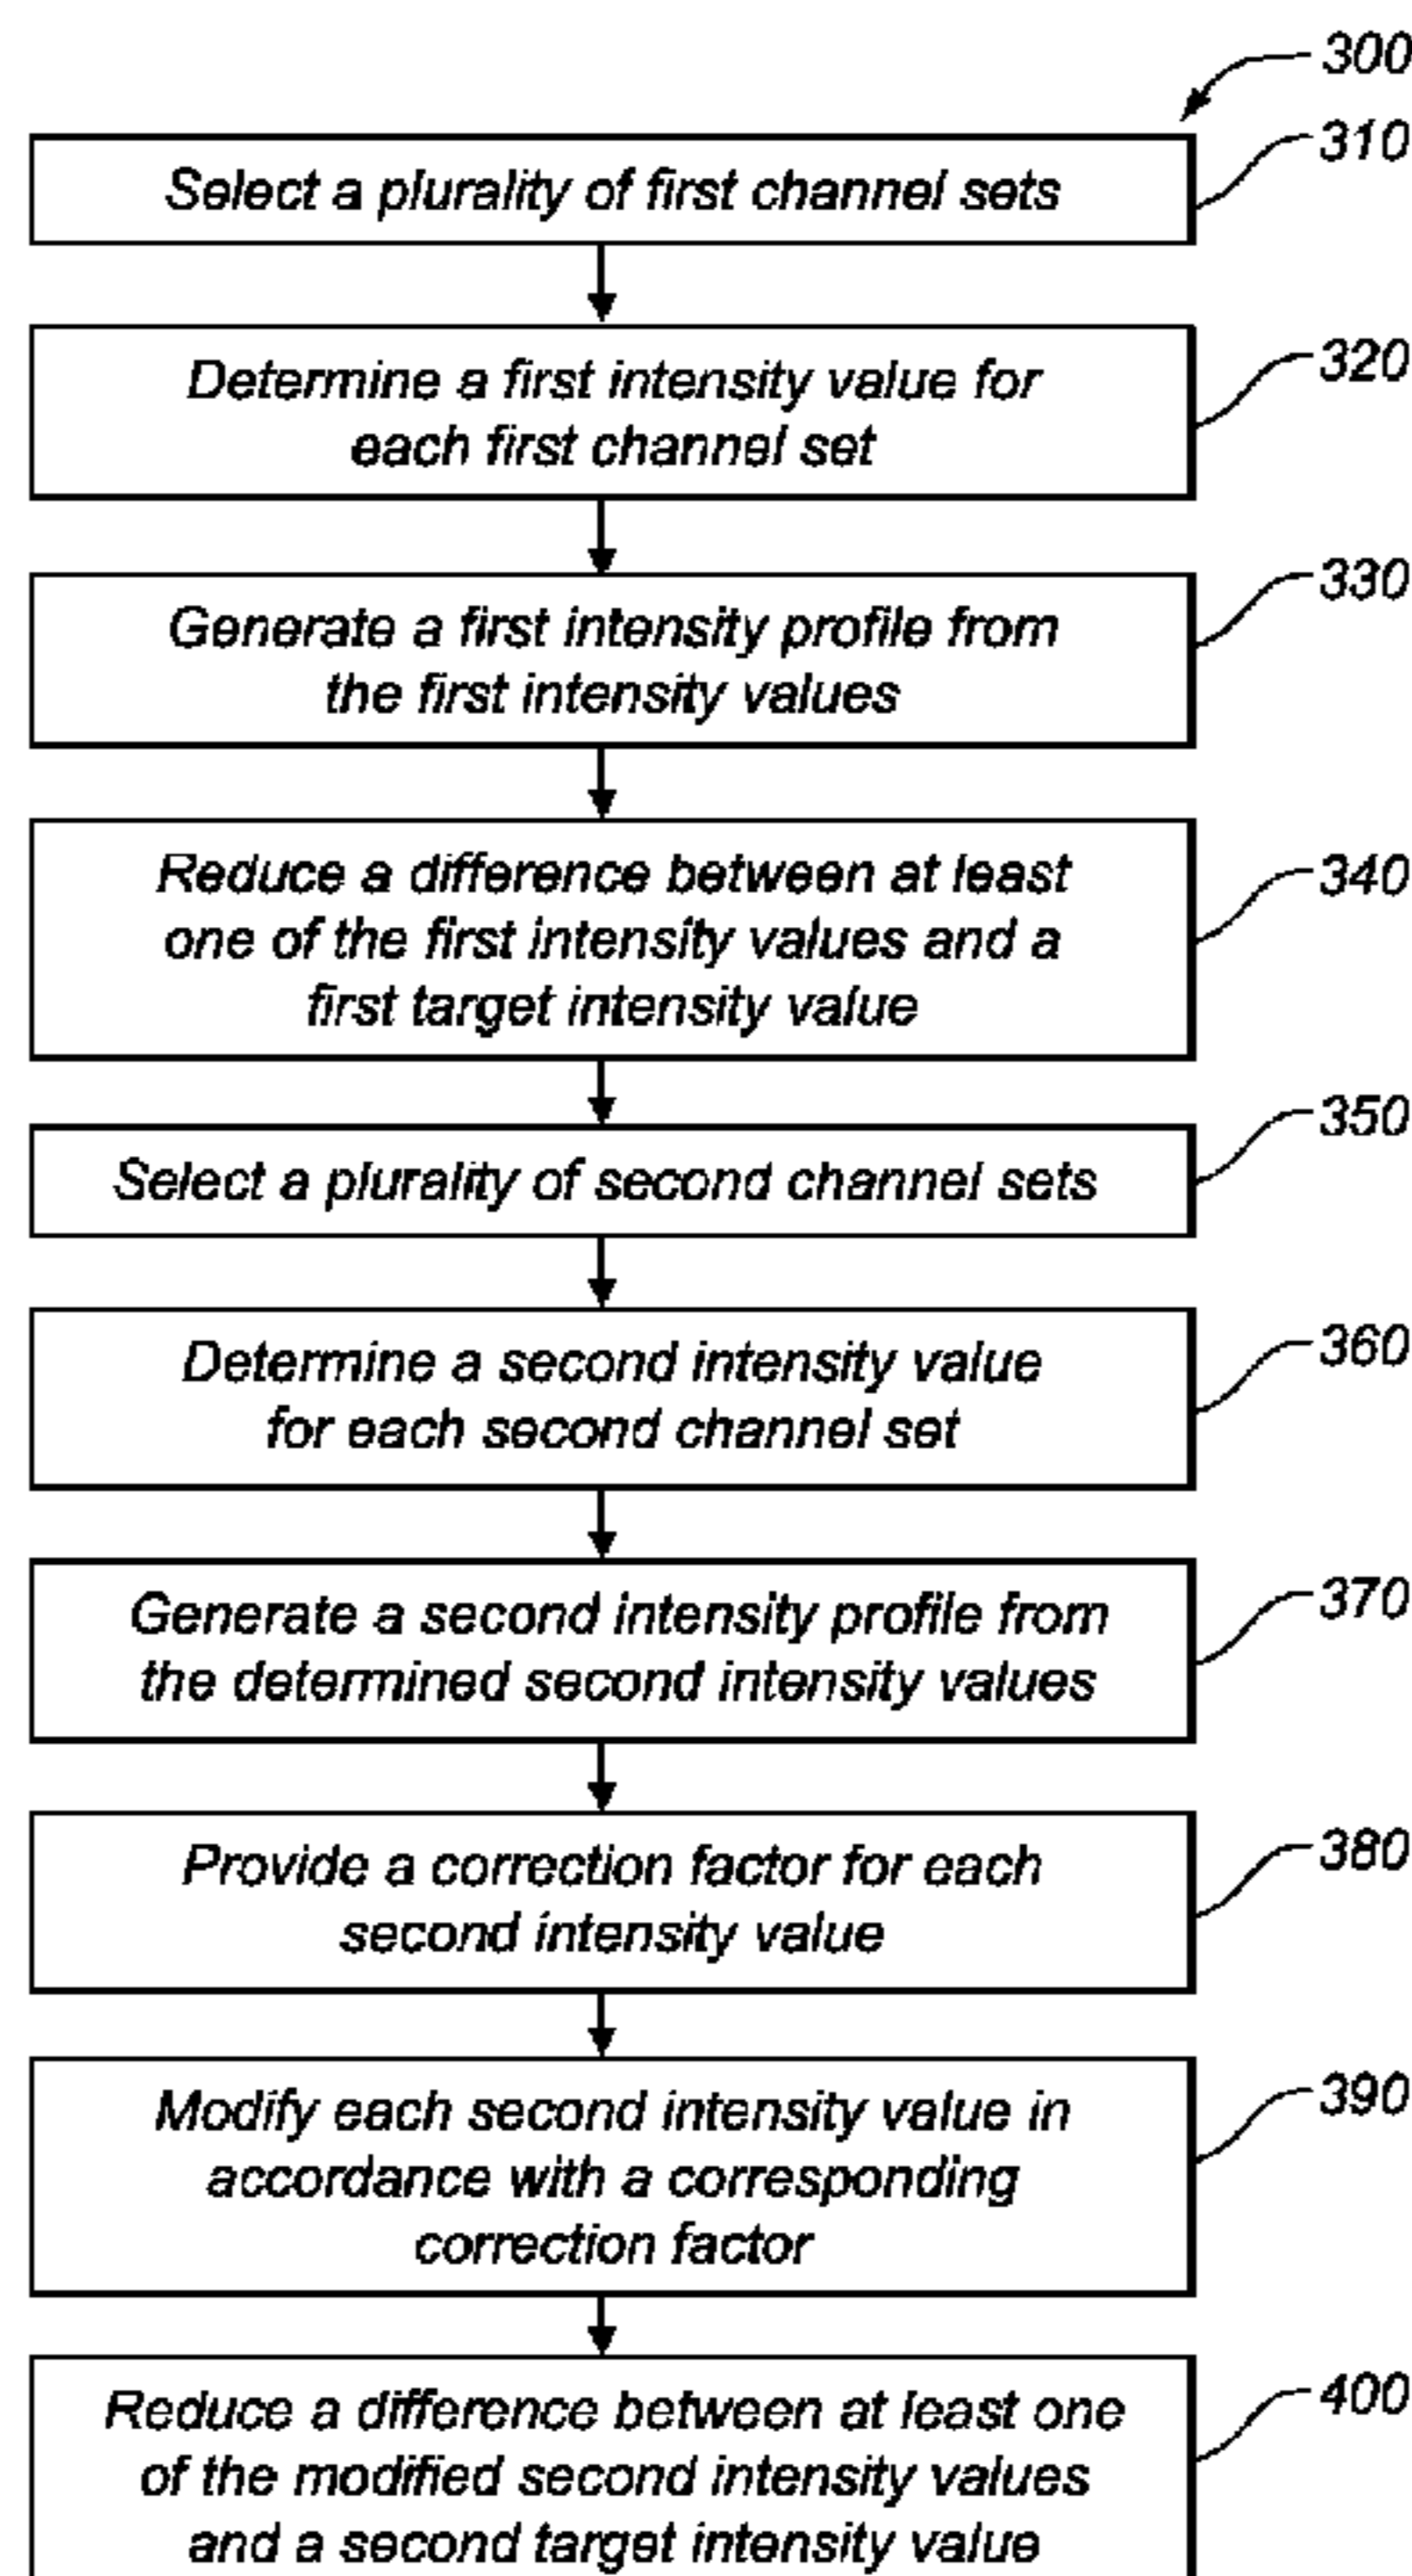 300
310
Select a plurality of first channel sets
320
Determine a first intensity value for
each first channel set
330
Generate a first intensity profile from
the first intensity values
340
Reduce a difference between at least
one of the first intensity values and a
first target intensity value
350
Select a plurality of second channel sets
360
Determine a second intensity value
for each second channel set
370
Generate a second intensity profile from
the determined second intensity values
380
Provide a correction factor for each
second intensity value
390
Modify each second intensity value in
accordance with a corresponding
correction factor
400
Reduce a difference between at least one
of the modified second intensity values
and a second target intensity value